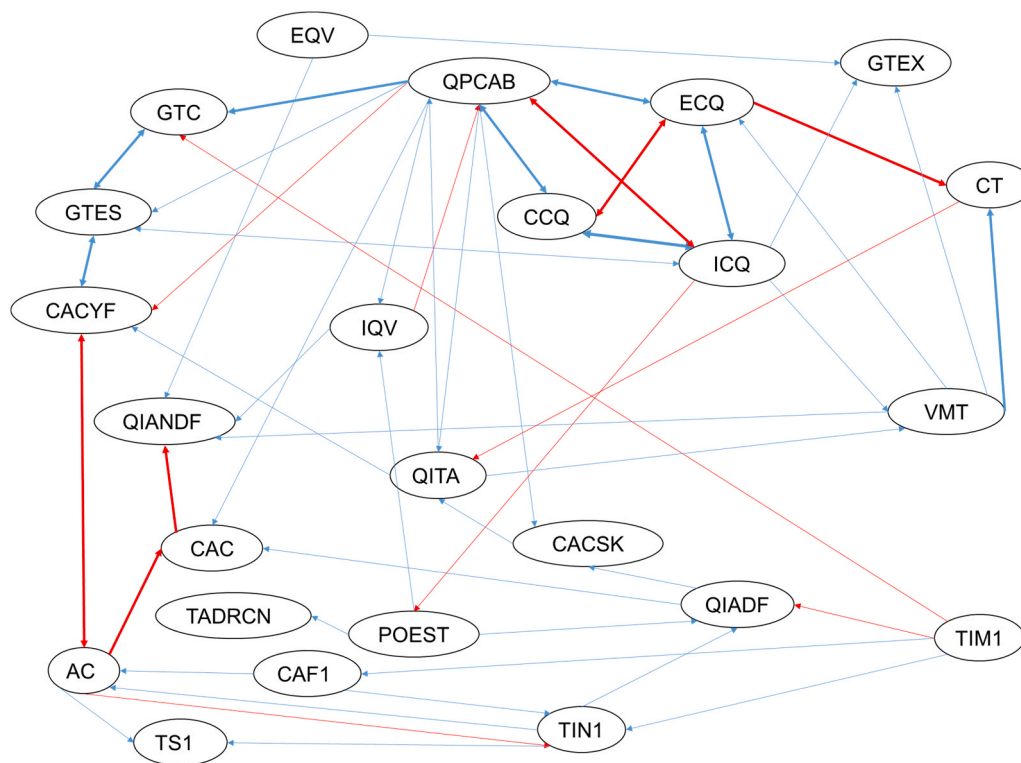 EQV
GTEX
QPCAB
ECQ
GTC
CT
GTES
CCQ
ICQ
CACYF
IQV
QIANDF
VMT
QITA
CAC
CACSK
QIADF
TADRCN
POEST
TIM1
AC
CAF1
TIN1
TS1